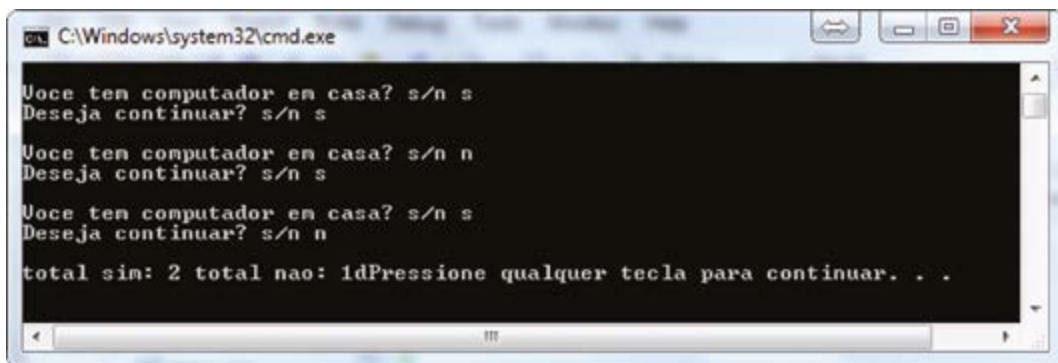 C:\Windows\system32\cmd.exe
Voce tem computador em casa? s/n s
Deseja continuar? s/n s
Voce tem computador em casa? s/n n
Deseja continuar? s/n s
Voce tem computador em casa? s/n s
Deseja continuar? s/n n
total sim: 2 total nao: 1dPressione qualquer tecla para continuar. . .